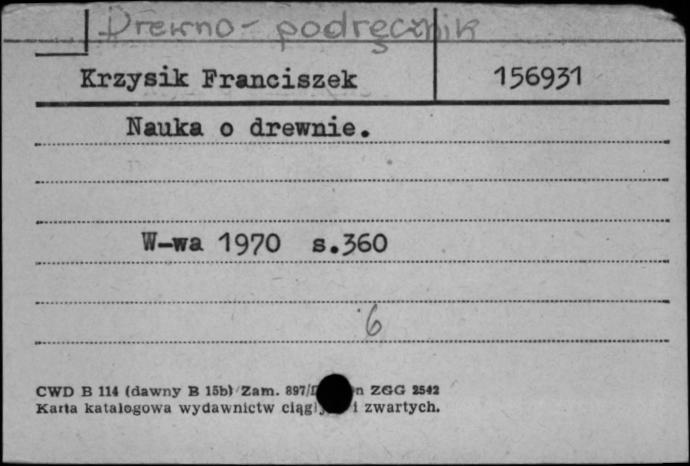 Drewno - podręcznik
Krzysik Franciszek 156931
Nauka o drewnie.
W-wa 1970 s.360
6
CWD B 114 (dawny B 15b) Zam. 897/ ZGG 2542
Karta katalogowa wydawnictw i zwartych.